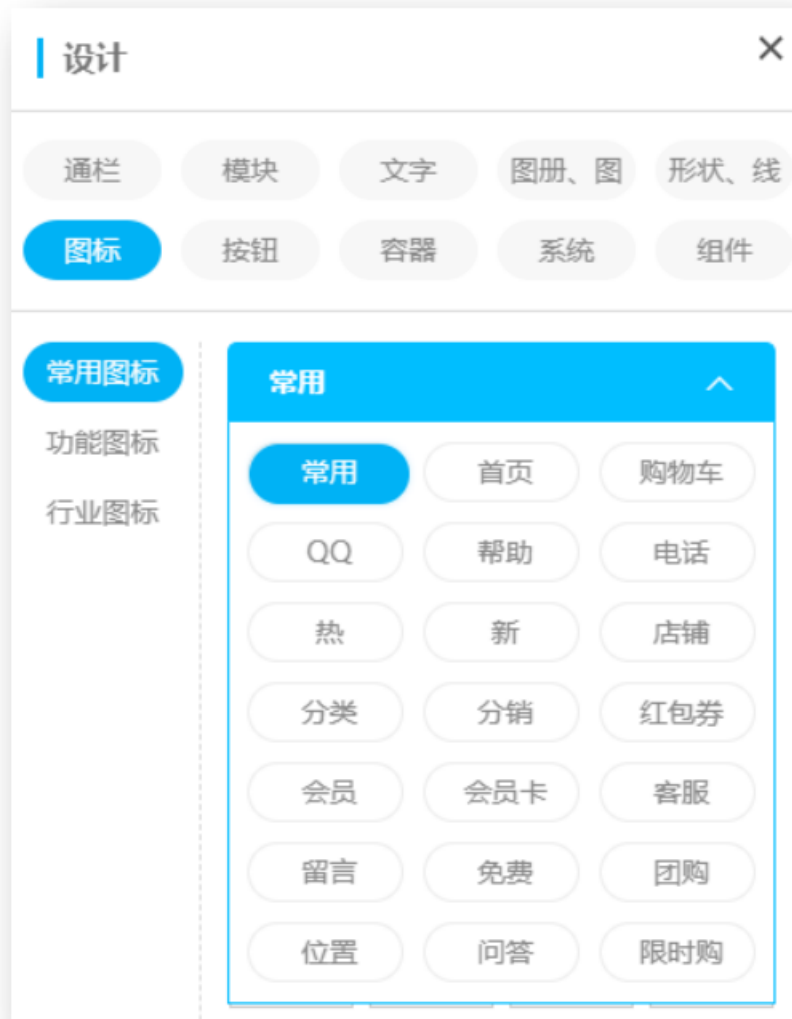 设计
通栏 模块 文字 图册、图 形状、线
图标 按钮 容器 系统 组件
常用图标 常用
功能图标
行业图标
常用 首页 购物车
QQ 帮助 电话
热 新 店铺
分类 分销 红包券
会员 会员卡 客服
留言 免费 团购
位置 问答 限时购